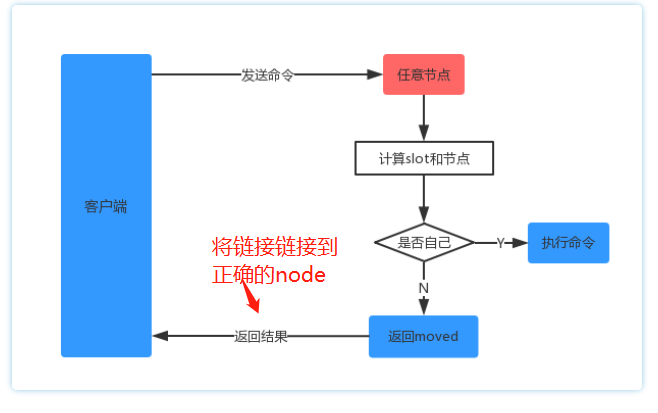 发送命令
任意节点
计算slot和节点
客户端
是否自己
Y
执行命令
将链接链接到
正确的node
N
返回结果
返回moved